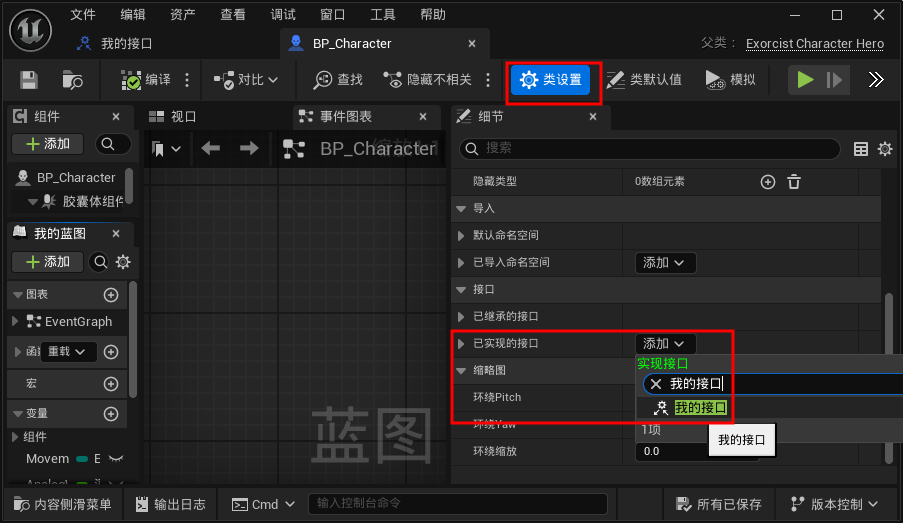 文件 编辑 资产 查看 调试 窗口 工具 帮助
我的接口
BP_Character
父类： Exorcist Character Hero
编译 对比 查找 隐藏不相关 类设置 类默认值 模拟
组件
添加
BP_Character
胶囊体组件
我的蓝图
添加
图表
EventGraph
重载
宏
变量
组件
Movem E
视口
事件图表
BP_Character
蓝图
细节
搜索
隐藏类型 0数组元素
导入
默认命名空间
已导入命名空间 添加
接口
已继承的接口
已实现的接口 添加
实现接口
我的接口
我的接口
1项
我的接口
缩略图
环绕Pitch
环绕Yaw
环绕缩放 0.0
内容侧滑菜单 输出日志 Cmd 输入控制台命令 所有已保存 版本控制